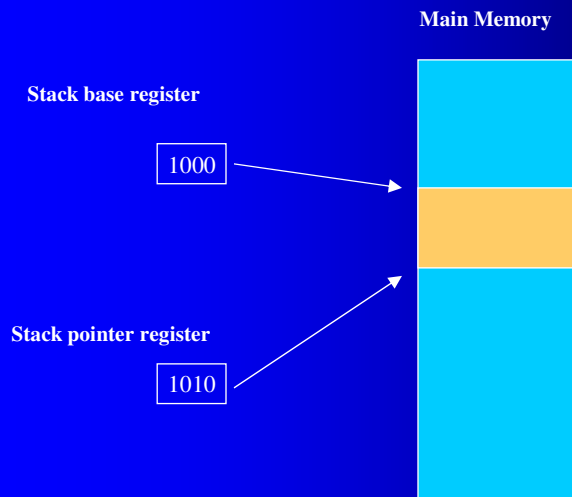 Main Memory
Stack base register
1000
Stack pointer register
1010